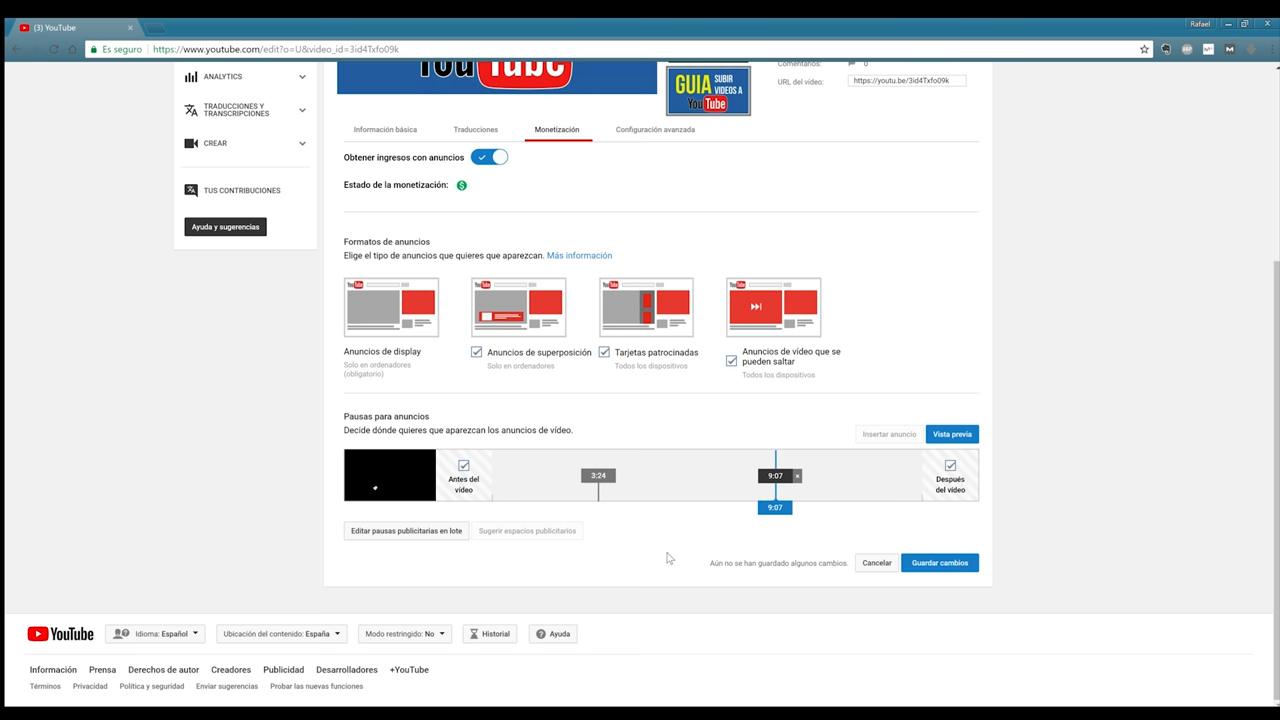 (3) YouTube
Rafael
Es seguro
https://www.youtube.com/edit?o=U&video_id=3id4Txfo09k
ANALYTICS
TRADUCCIONES Y
TRANSCRIPCIONES
CREAR
TUS CONTRIBUCIONES
Ayuda y sugerencias
YouTube
GUIA SUBIR
VIDEOS A
YouTube
Comentarios: 0
URL del vídeo: https://youtu.be/3id4Txfo09k
Información básica Traducciones Monetización Configuración avanzada
Obtener ingresos con anuncios
Estado de la monetización: $
Formatos de anuncios
Elige el tipo de anuncios que quieres que aparezcan. Más información
YouTube YouTube YouTube YouTube
Anuncios de display
Solo en ordenadores
(obligatorio)
Anuncios de superposición
Solo en ordenadores
Tarjetas patrocinadas
Todos los dispositivos
Anuncios de vídeo que se
pueden saltar
Todos los dispositivos
Pausas para anuncios
Decide dónde quieres que aparezcan los anuncios de vídeo.
Insertar anuncio Vista previa
Antes del
vídeo
3:24
9:07 ×
9:07
Después
del vídeo
Editar pausas publicitarias en lote Sugerir espacios publicitarios
Aún no se han guardado algunos cambios. Cancelar Guardar cambios
YouTube Idioma: Español Ubicación del contenido: España Modo restringido: No Historial Ayuda
Información Prensa Derechos de autor Creadores Publicidad Desarrolladores +YouTube
Términos Privacidad Política y seguridad Enviar sugerencias Probar las nuevas funciones